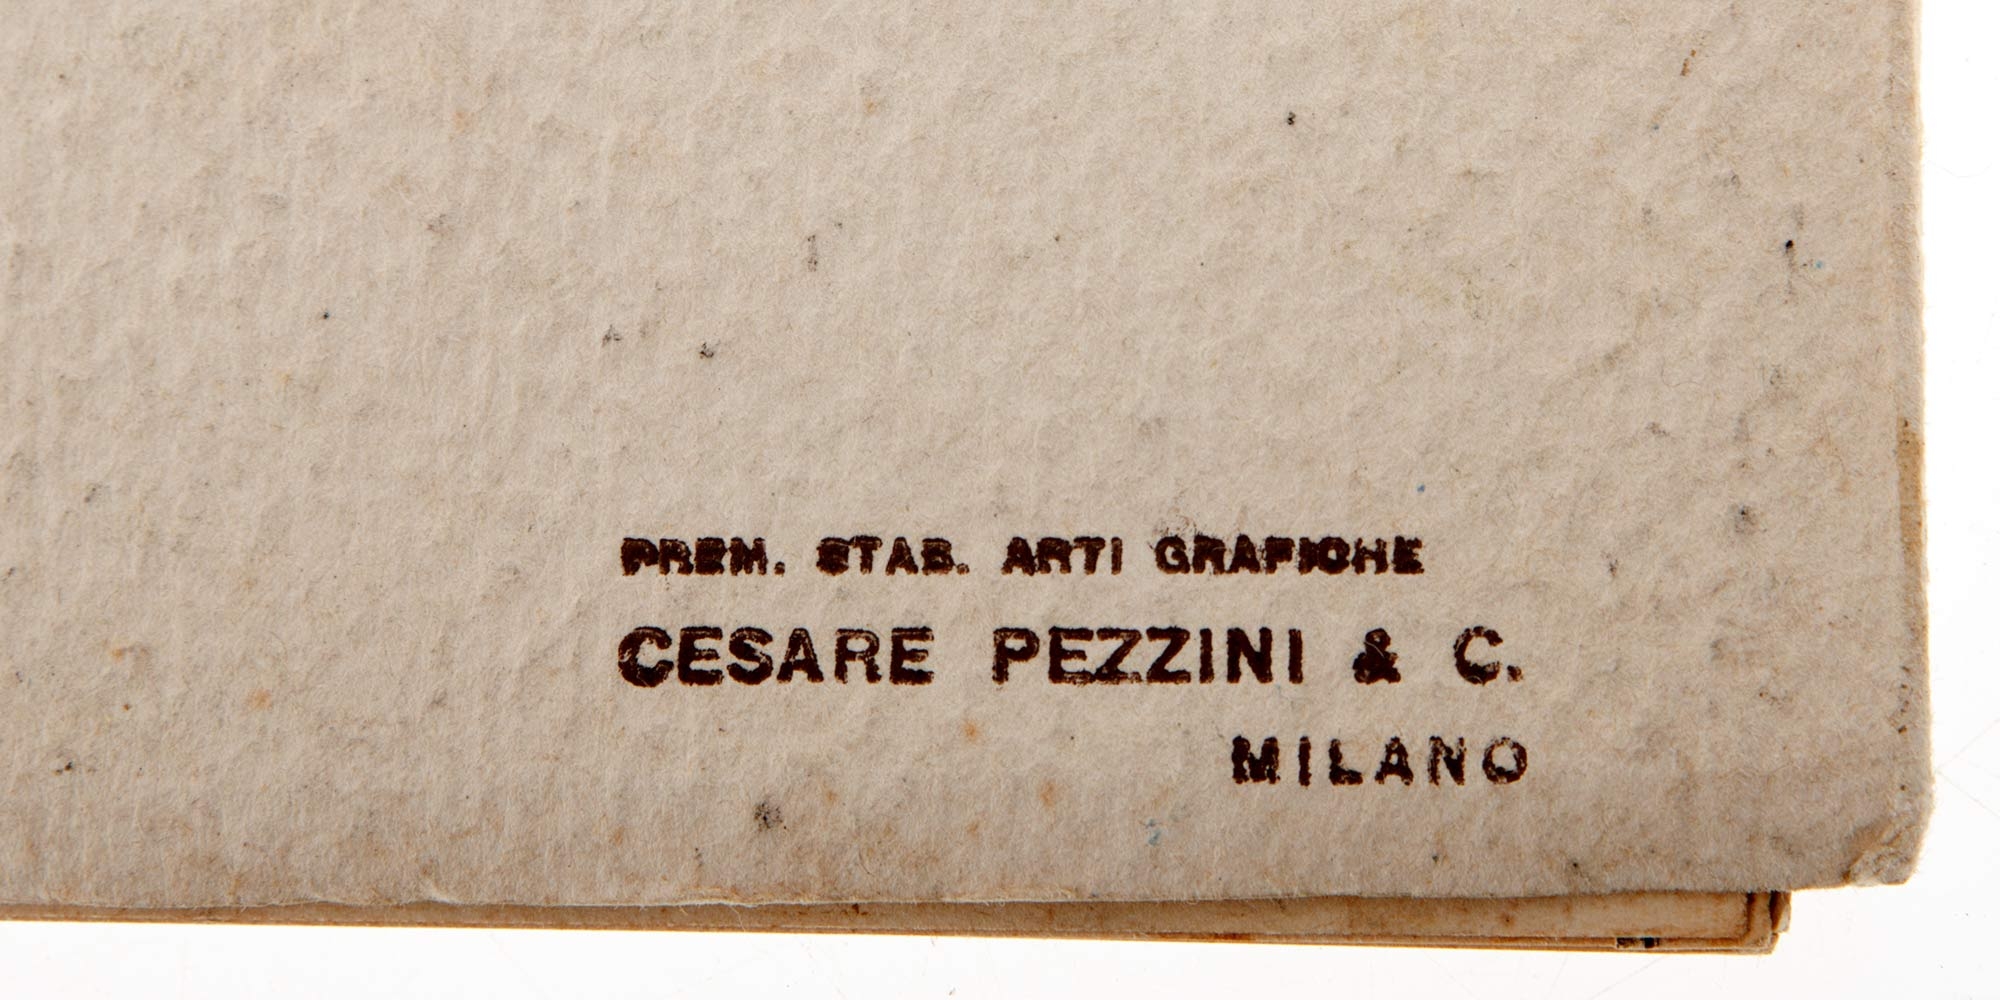 PREM. STAB. ARTI GRAFICHE
CESARE PEZZINI & C.
MILANO